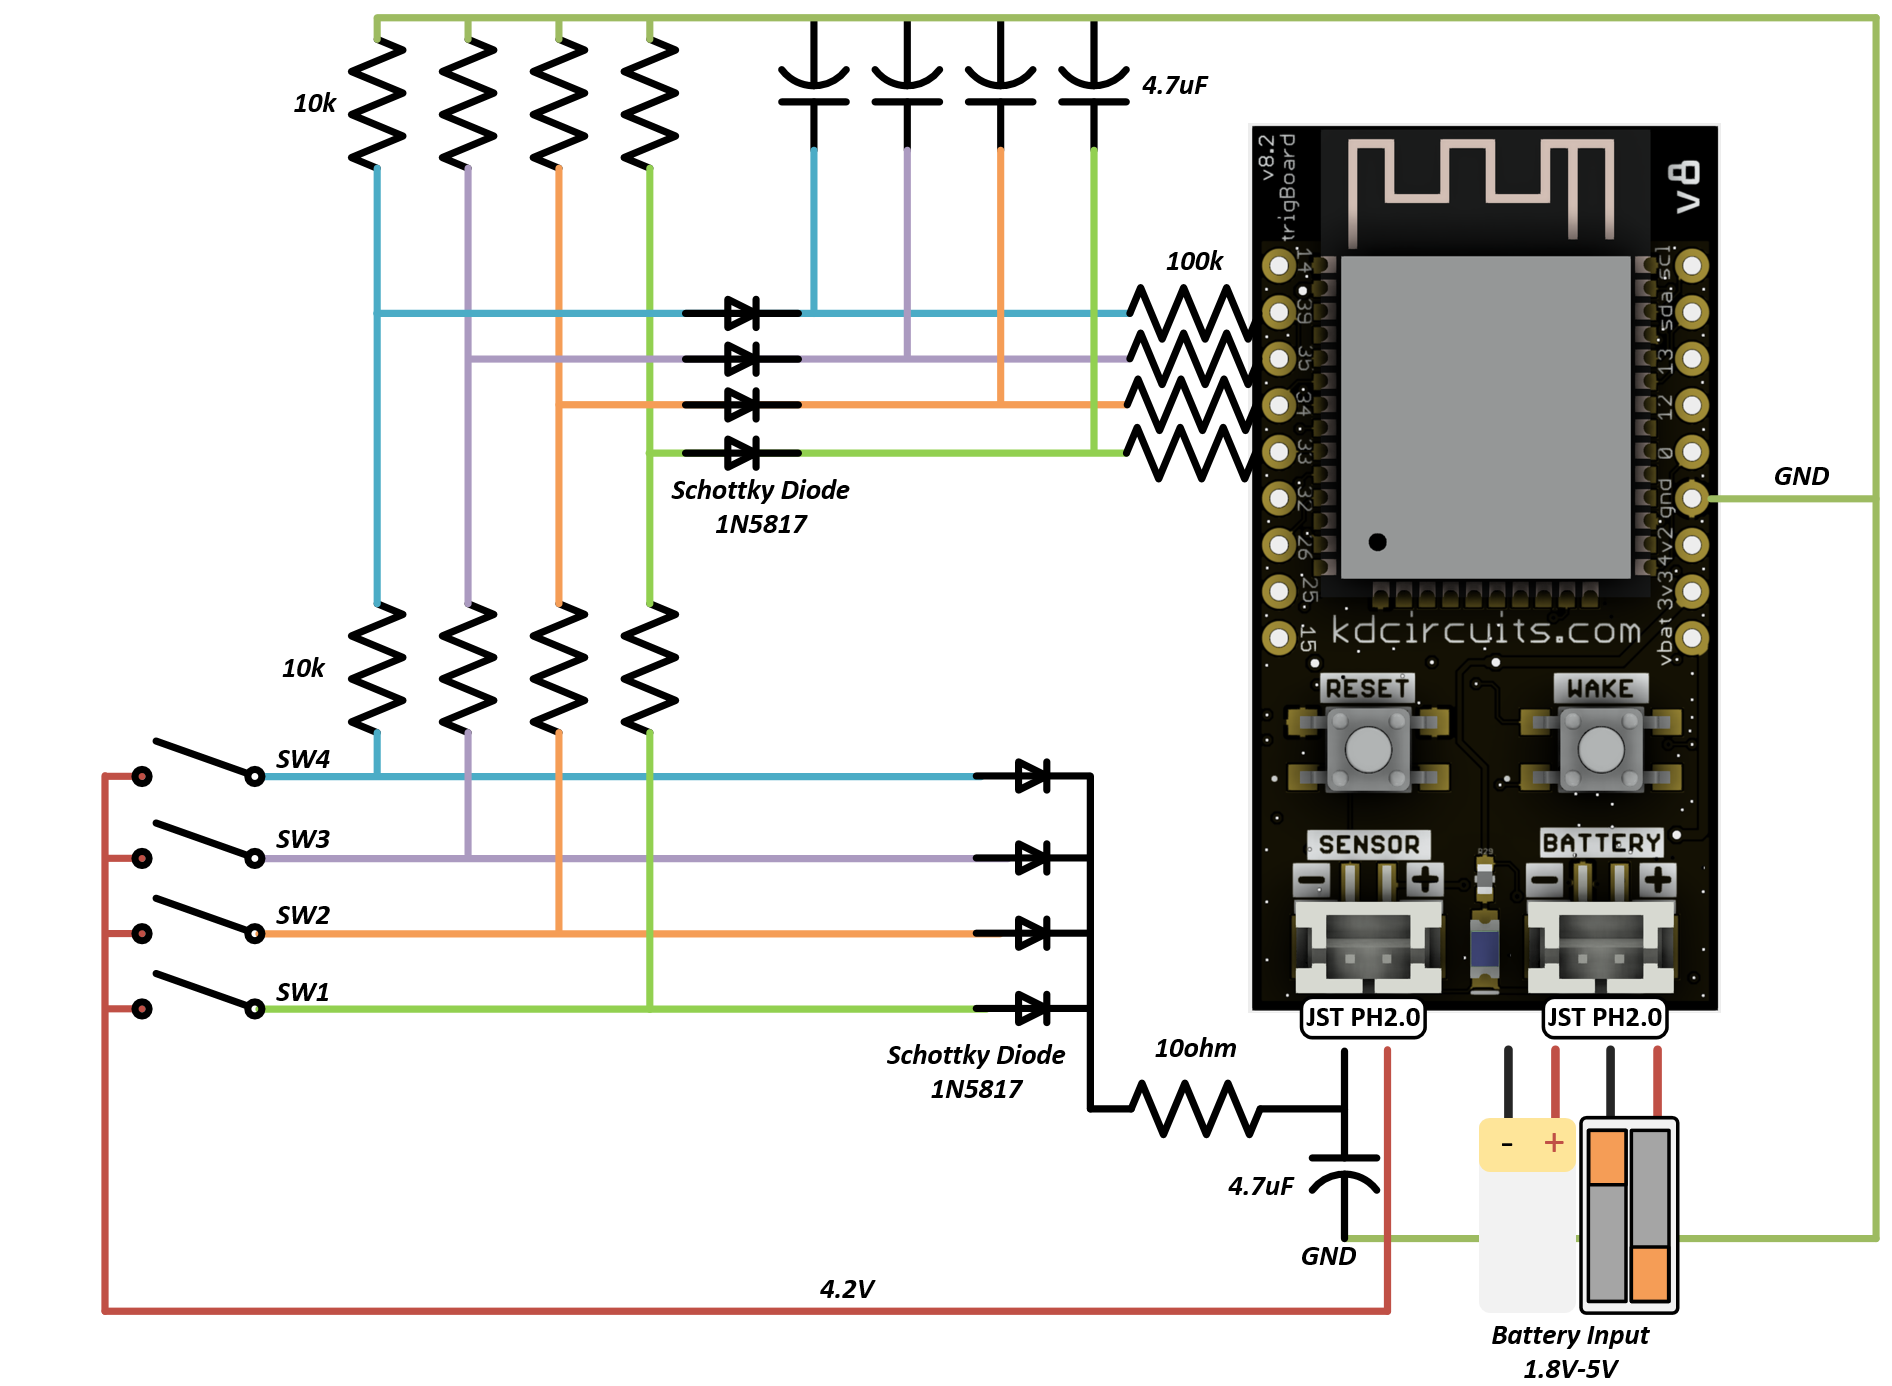 10k
4.7uF
100k
Schottky Diode
1N5817
10k
SW4
SW3
SW2
SW1
Schottky Diode
1N5817
10ohm
4.7uF
GND
4.2V
GND
v8.2
trigBoard
v8
14
39
35
34
33
32
26
25
15
scl
sda
13
12
0
gnd
4v2
3v3
vbat
kdcircuits.com
RESET
WAKE
SENSOR
BATTERY
R29
- +
- +
JST PH2.0
JST PH2.0
- +
Battery Input
1.8V-5V